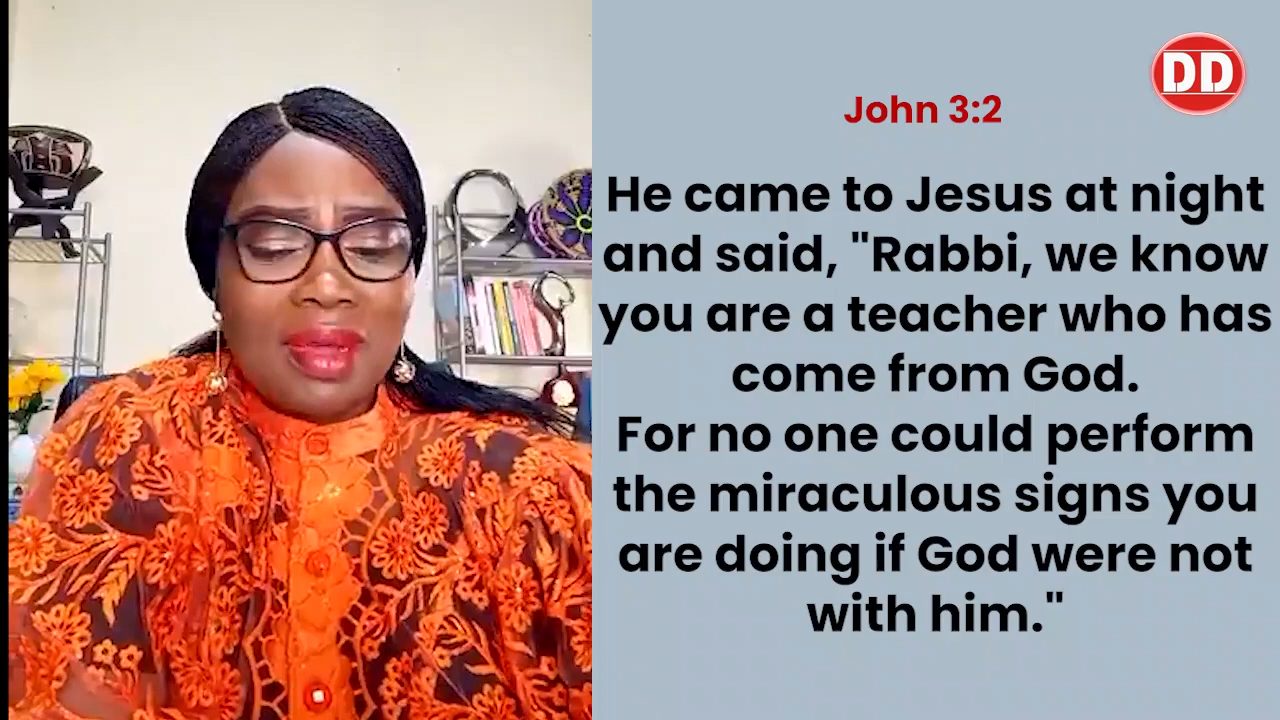 DD
John 3:2
He came to Jesus at night
and said, "Rabbi, we know
you are a teacher who has
come from God.
For no one could perform
the miraculous signs you
are doing if God were not
with him."